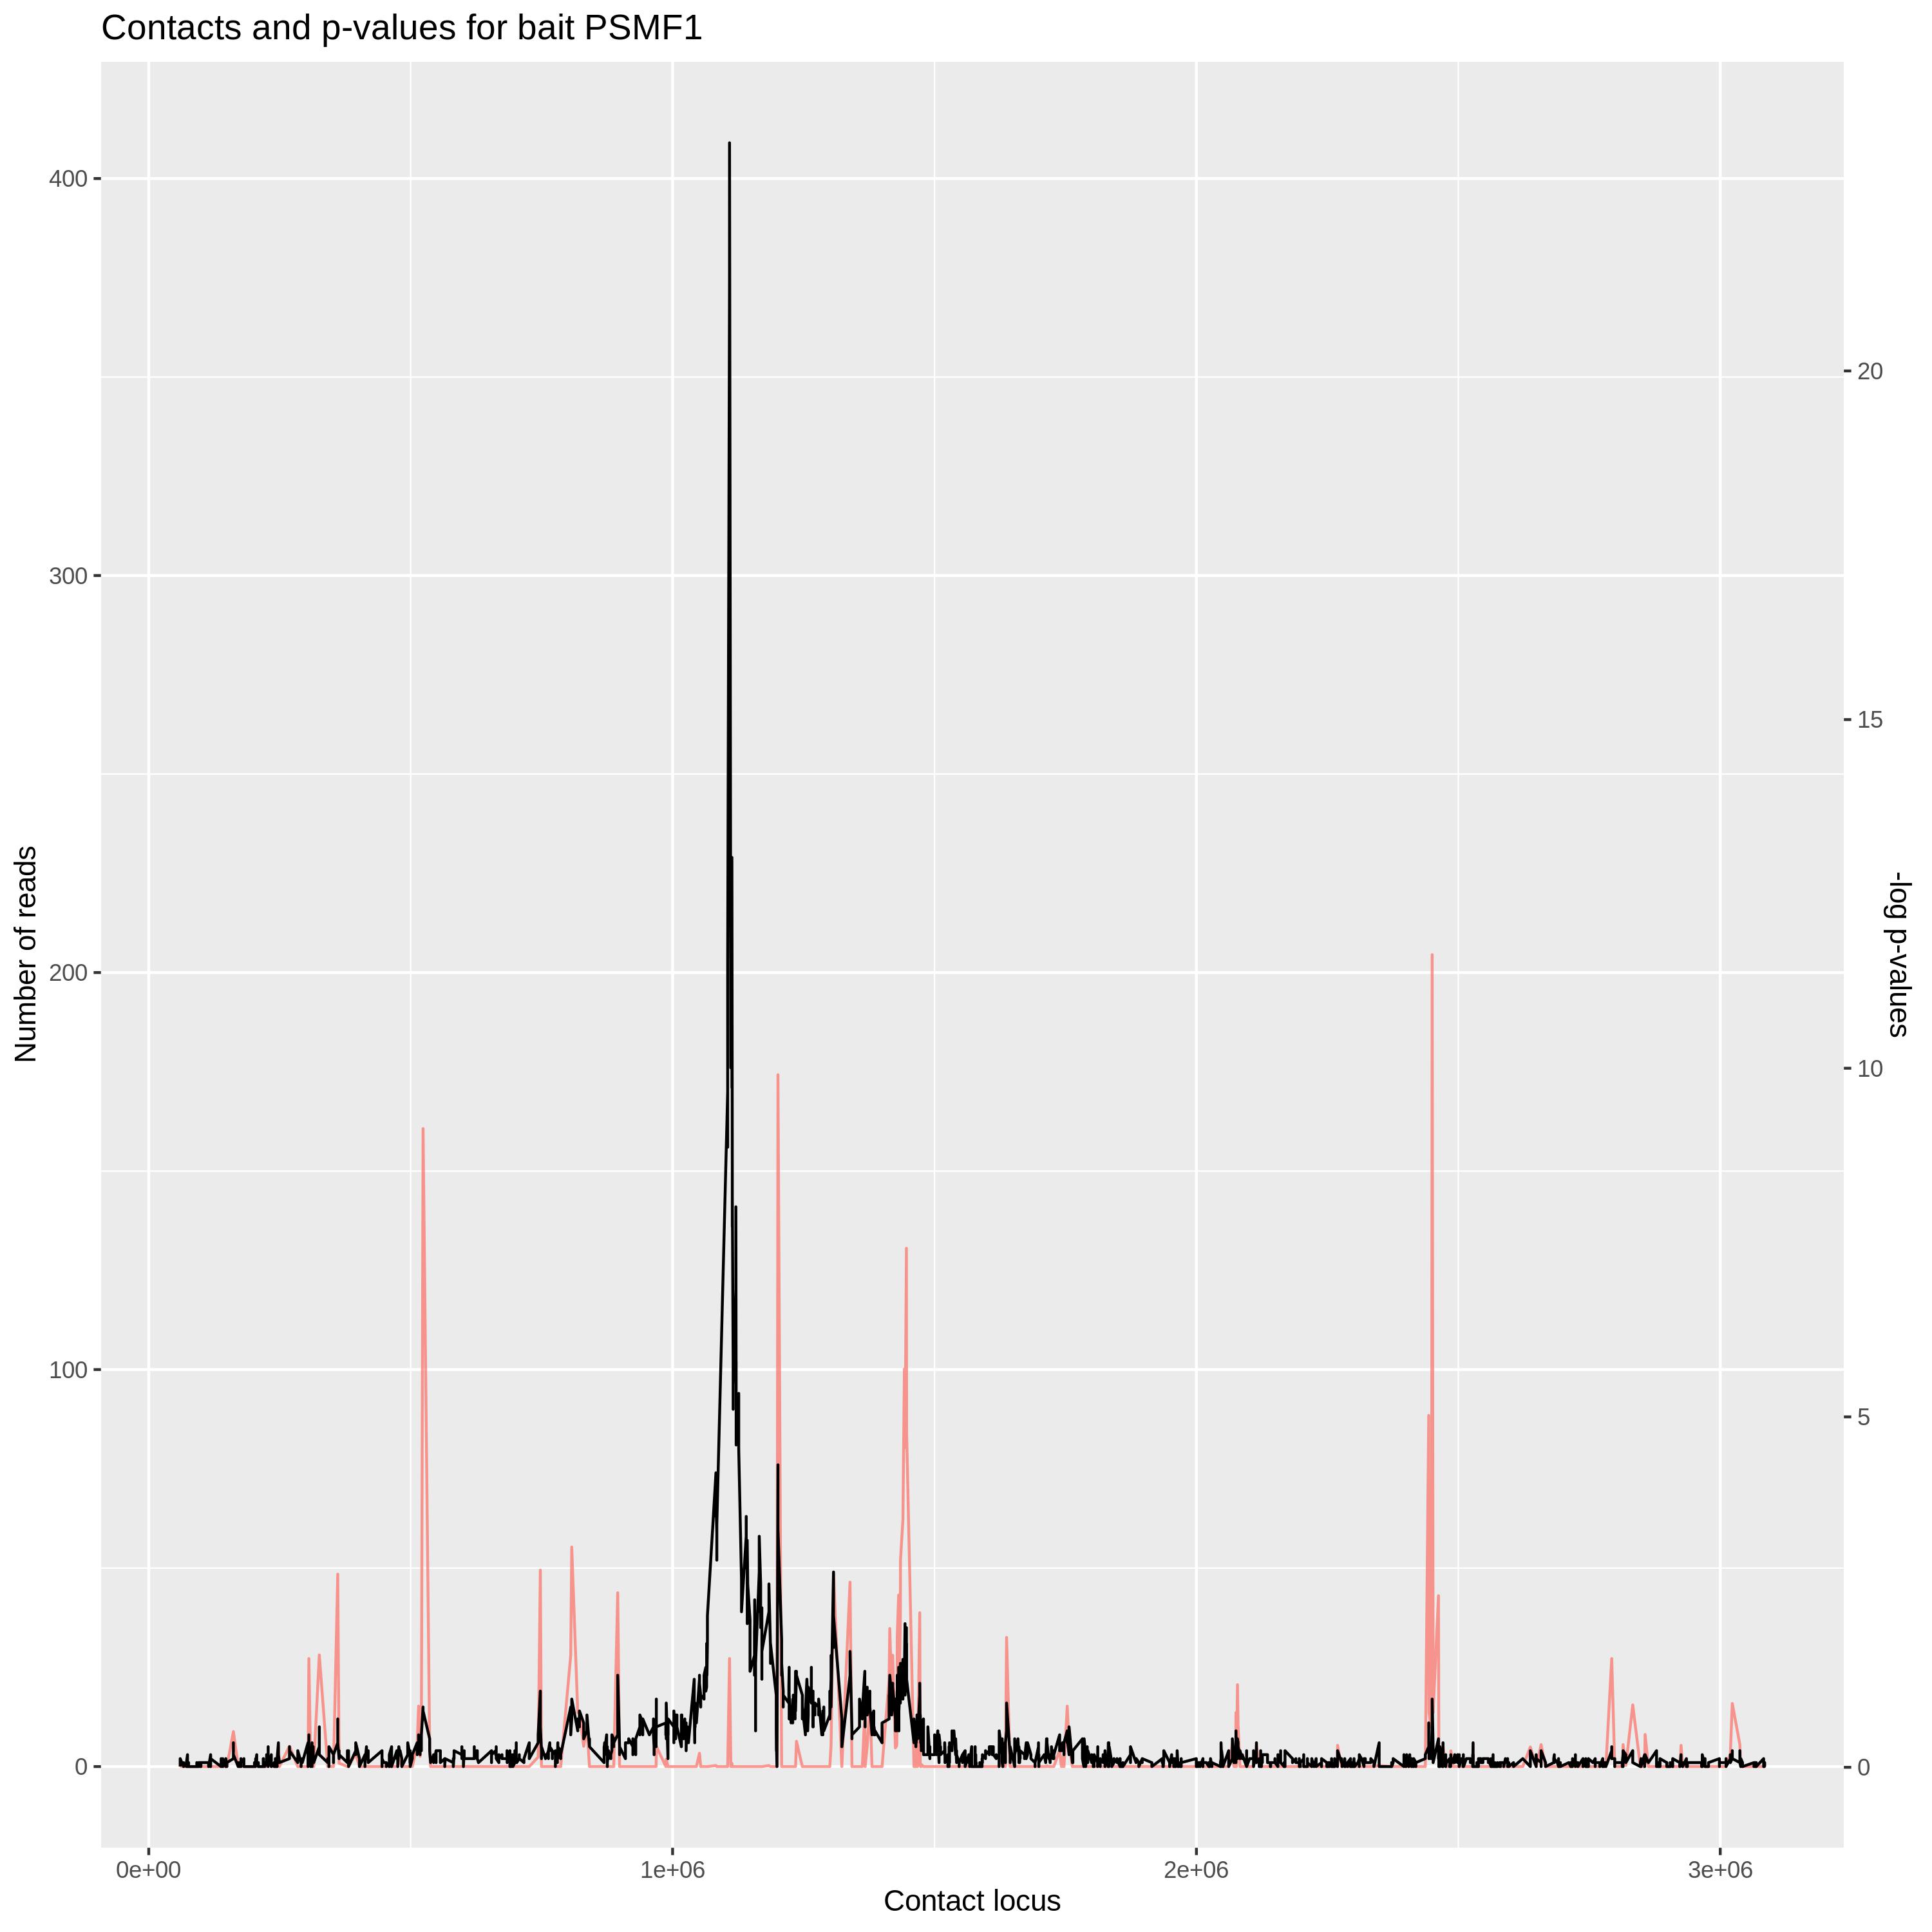 Contacts and p-values for bait PSMF1
400
300
200
100
0
Number of reads
20
15
10
5
0
-log p-values
0e+00 1e+06 2e+06 3e+06
Contact locus